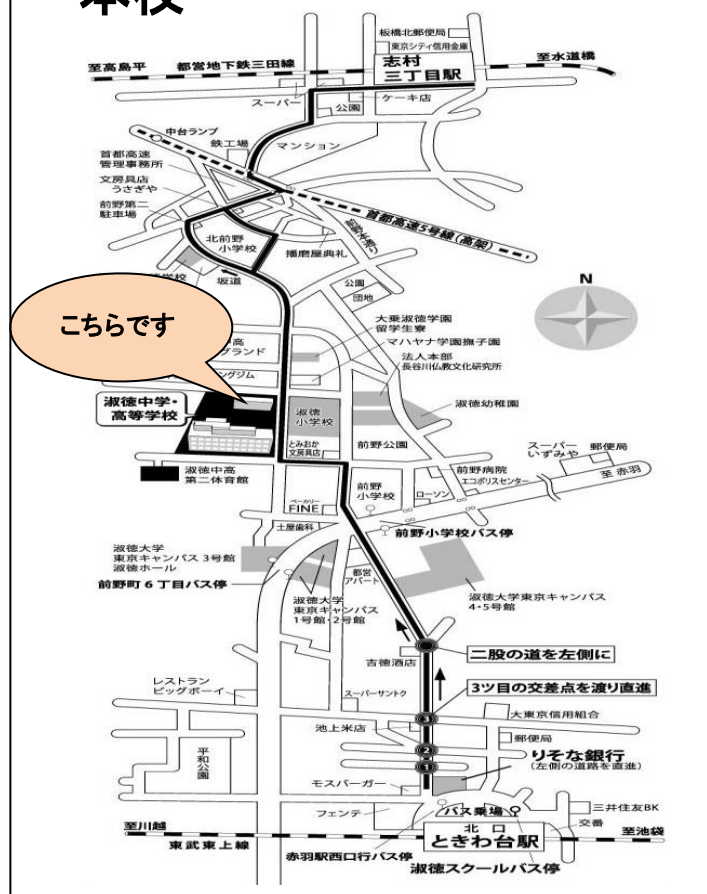 本校
板橋北郵便局
東京シティ信用金庫
至高島平
都営地下鉄三田線
志村
三丁目駅
至水道橋
スーパー
公園
ケーキ店
中台ランプ
鉄工場
マンション
首都高速
管理事務所
文房具店
うさぎや
前野第二
駐車場
首都高速5号線(高架)
北前野
小学校
播磨屋典礼
坂道
公園
団地
N
こちらです
大乗淑徳学園
留学生寮
マハヤナ学園撫子園
法人本部
長谷川仏教文化研究所
淑徳中学・
高等学校
淑徳
小学校
淑徳幼稚園
とみおか
文房具店
前野公園
スーパー
いずみや
郵便局
至赤羽
淑徳中高
第二体育館
前野病院
エコポリスセンター
前野
小学校
ローソン
ベーカリー
FINE
土屋歯科
前野小学校バス停
淑徳大学
東京キャンパス 3号館
淑徳ホール
前野町6丁目バス停
都営
アパート
淑徳大学
東京キャンパス
1号館・2号館
淑徳大学東京キャンパス
4・5号館
吉徳酒店
二股の道を左側に
レストラン
ビッグボーイ
スーパーサントク
3ツ目の交差点を渡り直進
池上米店
③
大東京信用組合
平和公園
②
郵便局
①
りそな銀行
(左側の道路を直進)
モスバーガー
フェンテ
バス乗場
三井住友BK
交番
至川越
北口
ときわ台駅
至池袋
東武東上線
赤羽駅西口行バス停
淑徳スクールバス停